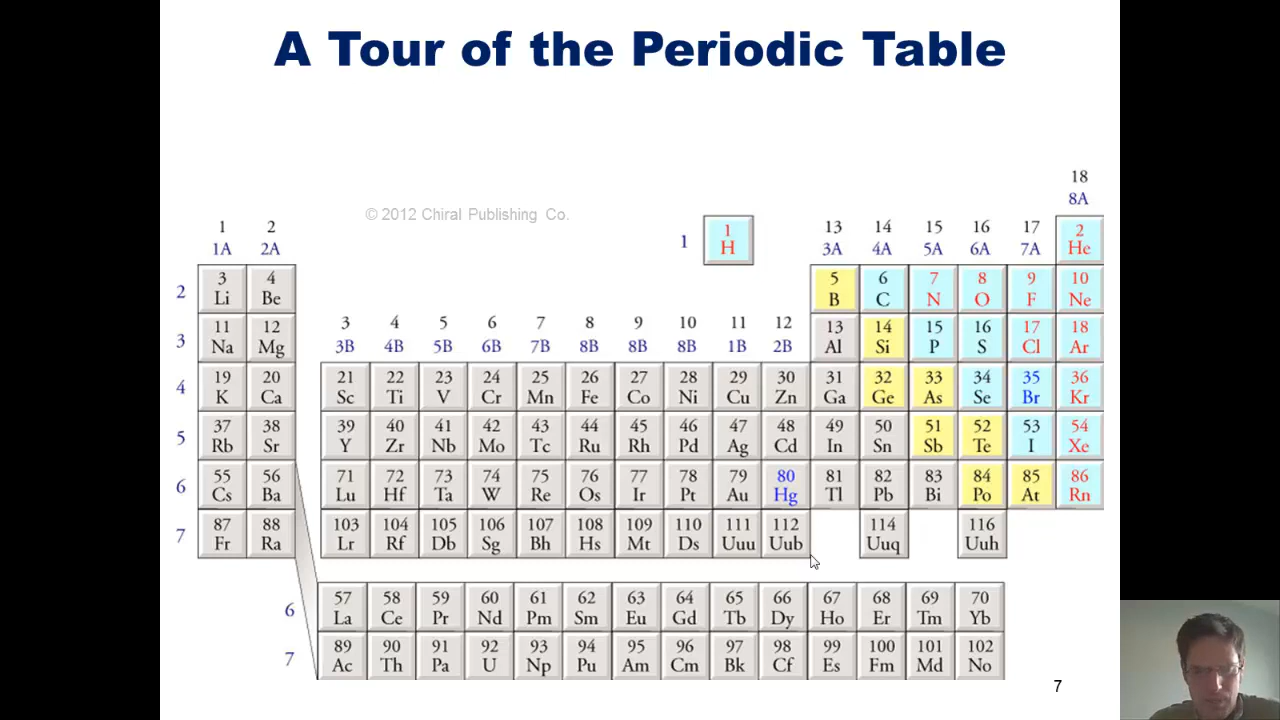 A Tour of the Periodic Table
18
8A
© 2012 Chiral Publishing Co.
1 2 13 14 15 16 17
1A 2A 3A 4A 5A 6A 7A
1 1 2
H He
2 3 4 5 6 7 8 9 10
Li Be B C N O F Ne
3 4 5 6 7 8 9 10 11 12
3B 4B 5B 6B 7B 8B 8B 8B 1B 2B
3 11 12 13 14 15 16 17 18
Na Mg Al Si P S Cl Ar
4 19 20 21 22 23 24 25 26 27 28 29 30 31 32 33 34 35 36
K Ca Sc Ti V Cr Mn Fe Co Ni Cu Zn Ga Ge As Se Br Kr
5 37 38 39 40 41 42 43 44 45 46 47 48 49 50 51 52 53 54
Rb Sr Y Zr Nb Mo Tc Ru Rh Pd Ag Cd In Sn Sb Te I Xe
6 55 56 71 72 73 74 75 76 77 78 79 80 81 82 83 84 85 86
Cs Ba Lu Hf Ta W Re Os Ir Pt Au Hg Tl Pb Bi Po At Rn
7 87 88 103 104 105 106 107 108 109 110 111 112 114 116
Fr Ra Lr Rf Db Sg Bh Hs Mt Ds Uuu Uub Uuq Uuh
6 57 58 59 60 61 62 63 64 65 66 67 68 69 70
La Ce Pr Nd Pm Sm Eu Gd Tb Dy Ho Er Tm Yb
7 89 90 91 92 93 94 95 96 97 98 99 100 101 102
Ac Th Pa U Np Pu Am Cm Bk Cf Es Fm Md No
7